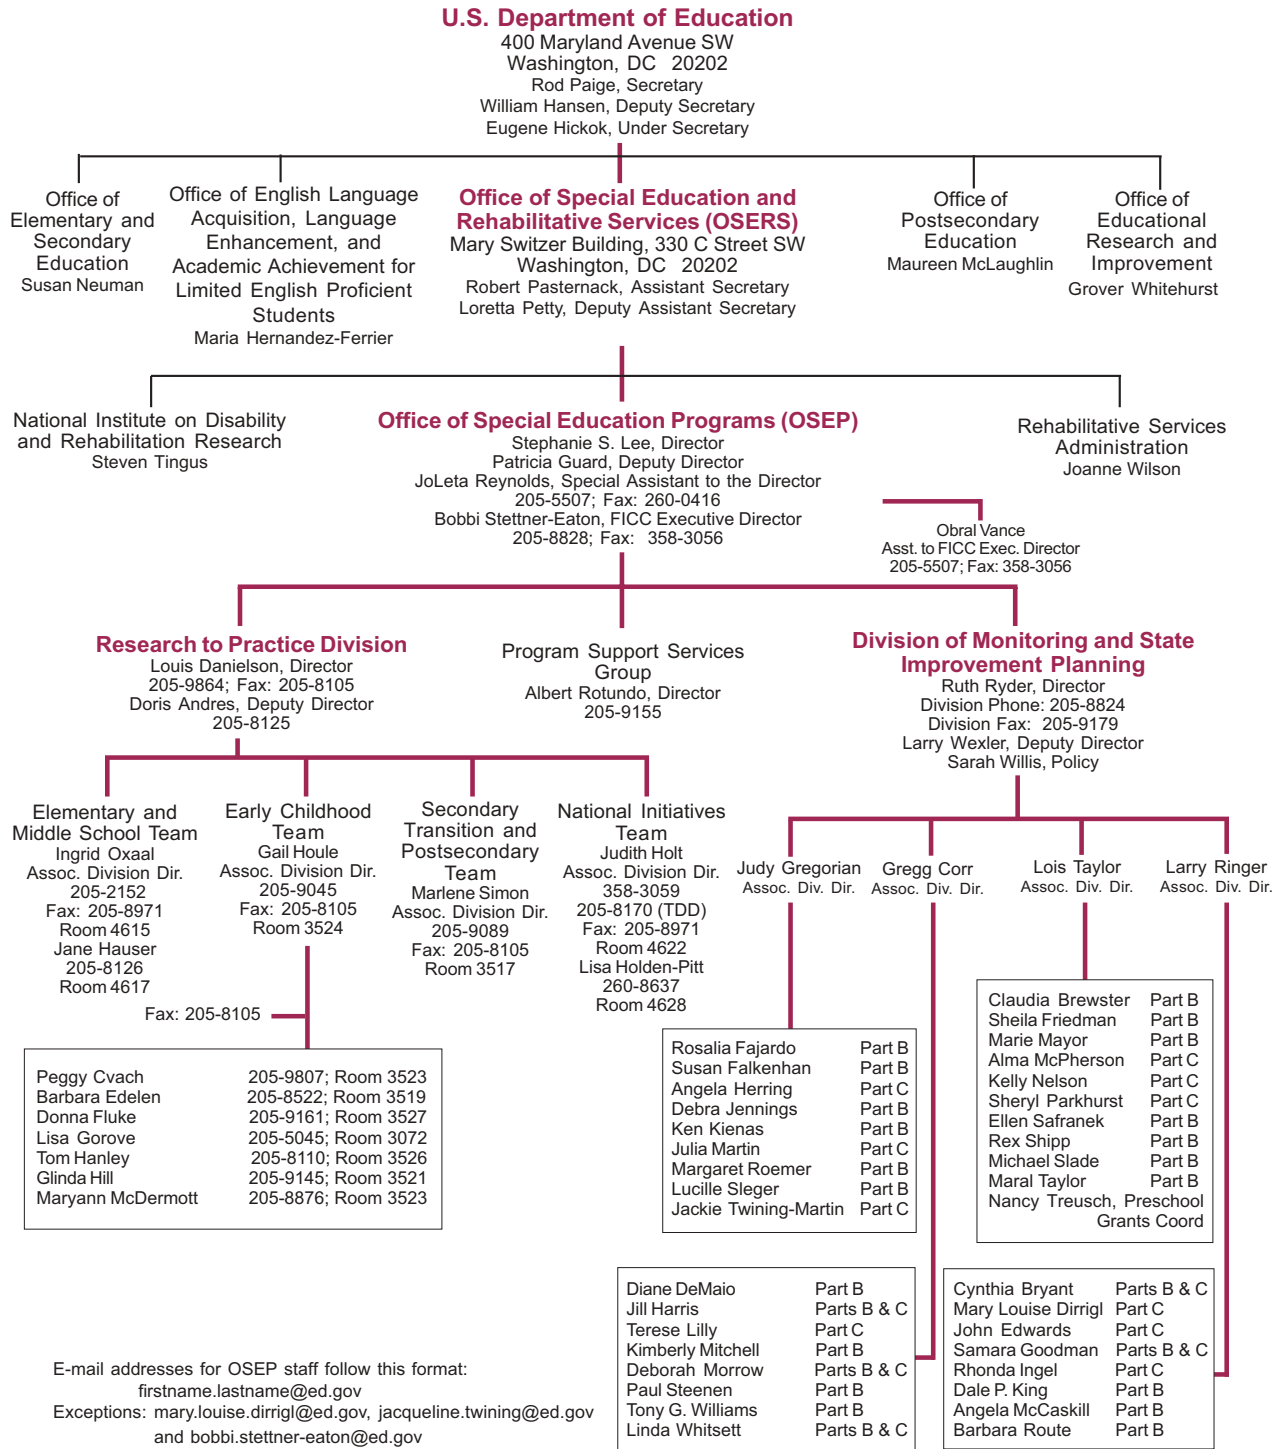 U.S. Department of Education
400 Maryland Avenue SW
Washington, DC 20202
Rod Paige, Secretary
William Hansen, Deputy Secretary
Eugene Hickok, Under Secretary
Office of
Elementary and
Secondary
Education
Susan Neuman
Office of English Language
Acquisition, Language
Enhancement, and
Academic Achievement for
Limited English Proficient
Students
Maria Hernandez-Ferrier
Office of Special Education and
Rehabilitative Services (OSERS)
Mary Switzer Building, 330 C Street SW
Washington, DC 20202
Robert Pasternack, Assistant Secretary
Loretta Petty, Deputy Assistant Secretary
Office of
Postsecondary
Education
Maureen McLaughlin
Office of
Educational
Research and
Improvement
Grover Whitehurst
National Institute on Disability
and Rehabilitation Research
Steven Tingus
Office of Special Education Programs (OSEP)
Stephanie S. Lee, Director
Patricia Guard, Deputy Director
JoLeta Reynolds, Special Assistant to the Director
205-5507; Fax: 260-0416
Bobbi Stettner-Eaton, FICC Executive Director
205-8828; Fax: 358-3056
Rehabilitative Services
Administration
Joanne Wilson
Obral Vance
Asst. to FICC Exec. Director
205-5507; Fax: 358-3056
Research to Practice Division
Louis Danielson, Director
205-9864; Fax: 205-8105
Doris Andres, Deputy Director
205-8125
Program Support Services
Group
Albert Rotundo, Director
205-9155
Division of Monitoring and State
Improvement Planning
Ruth Ryder, Director
Division Phone: 205-8824
Division Fax: 205-9179
Larry Wexler, Deputy Director
Sarah Willis, Policy
Elementary and
Middle School Team
Ingrid Oxaal
Assoc. Division Dir.
205-2152
Fax: 205-8971
Room 4615
Jane Hauser
205-8126
Room 4617
Early Childhood
Team
Gail Houle
Assoc. Division Dir.
205-9045
Fax: 205-8105
Room 3524
Secondary
Transition and
Postsecondary
Team
Marlene Simon
Assoc. Division Dir.
205-9089
Fax: 205-8105
Room 3517
National Initiatives
Team
Judith Holt
Assoc. Division Dir.
358-3059
205-8170 (TDD)
Fax: 205-8971
Room 4622
Lisa Holden-Pitt
260-8637
Room 4628
Judy Gregorian
Assoc. Div. Dir.
Gregg Corr
Assoc. Div. Dir.
Lois Taylor
Assoc. Div. Dir.
Larry Ringer
Assoc. Div. Dir.
Fax: 205-8105
Peggy Cvach 205-9807; Room 3523
Barbara Edelen 205-8522; Room 3519
Donna Fluke 205-9161; Room 3527
Lisa Gorove 205-5045; Room 3072
Tom Hanley 205-8110; Room 3526
Glinda Hill 205-9145; Room 3521
Maryann McDermott 205-8876; Room 3523
Rosalia Fajardo Part B
Susan Falkenhan Part B
Angela Herring Part C
Debra Jennings Part B
Ken Kienas Part B
Julia Martin Part C
Margaret Roemer Part B
Lucille Sleger Part B
Jackie Twining-Martin Part C
Claudia Brewster Part B
Sheila Friedman Part B
Marie Mayor Part B
Alma McPherson Part C
Kelly Nelson Part C
Sheryl Parkhurst Part C
Ellen Safranek Part B
Rex Shipp Part B
Michael Slade Part B
Maral Taylor Part B
Nancy Treusch, Preschool
Grants Coord
Diane DeMaio Part B
Jill Harris Parts B & C
Terese Lilly Part C
Kimberly Mitchell Part B
Deborah Morrow Parts B & C
Paul Steenen Part B
Tony G. Williams Part B
Linda Whitsett Parts B & C
Cynthia Bryant Parts B & C
Mary Louise Dirrigl Part C
John Edwards Part C
Samara Goodman Parts B & C
Rhonda Ingel Part C
Dale P. King Part B
Angela McCaskill Part B
Barbara Route Part B
E-mail addresses for OSEP staff follow this format:
firstname.lastname@ed.gov
Exceptions: mary.louise.dirrigl@ed.gov, jacqueline.twining@ed.gov
and bobbi.stettner-eaton@ed.gov